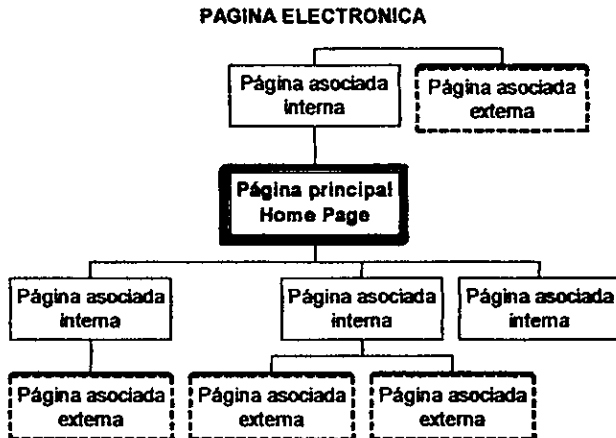 PAGINA ELECTRONICA
Página asociada
interna
Página asociada
externa
Página principal
Home Page
Página asociada
interna
Página asociada
interna
Página asociada
interna
Página asociada
externa
Página asociada
externa
Página asociada
externa